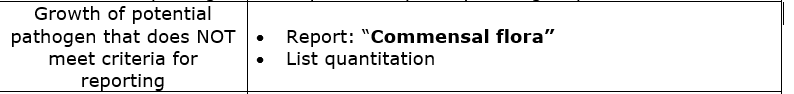 Growth of potential
pathogen that does NOT
meet criteria for
reporting
• Report: “Commensal flora”
• List quantitation